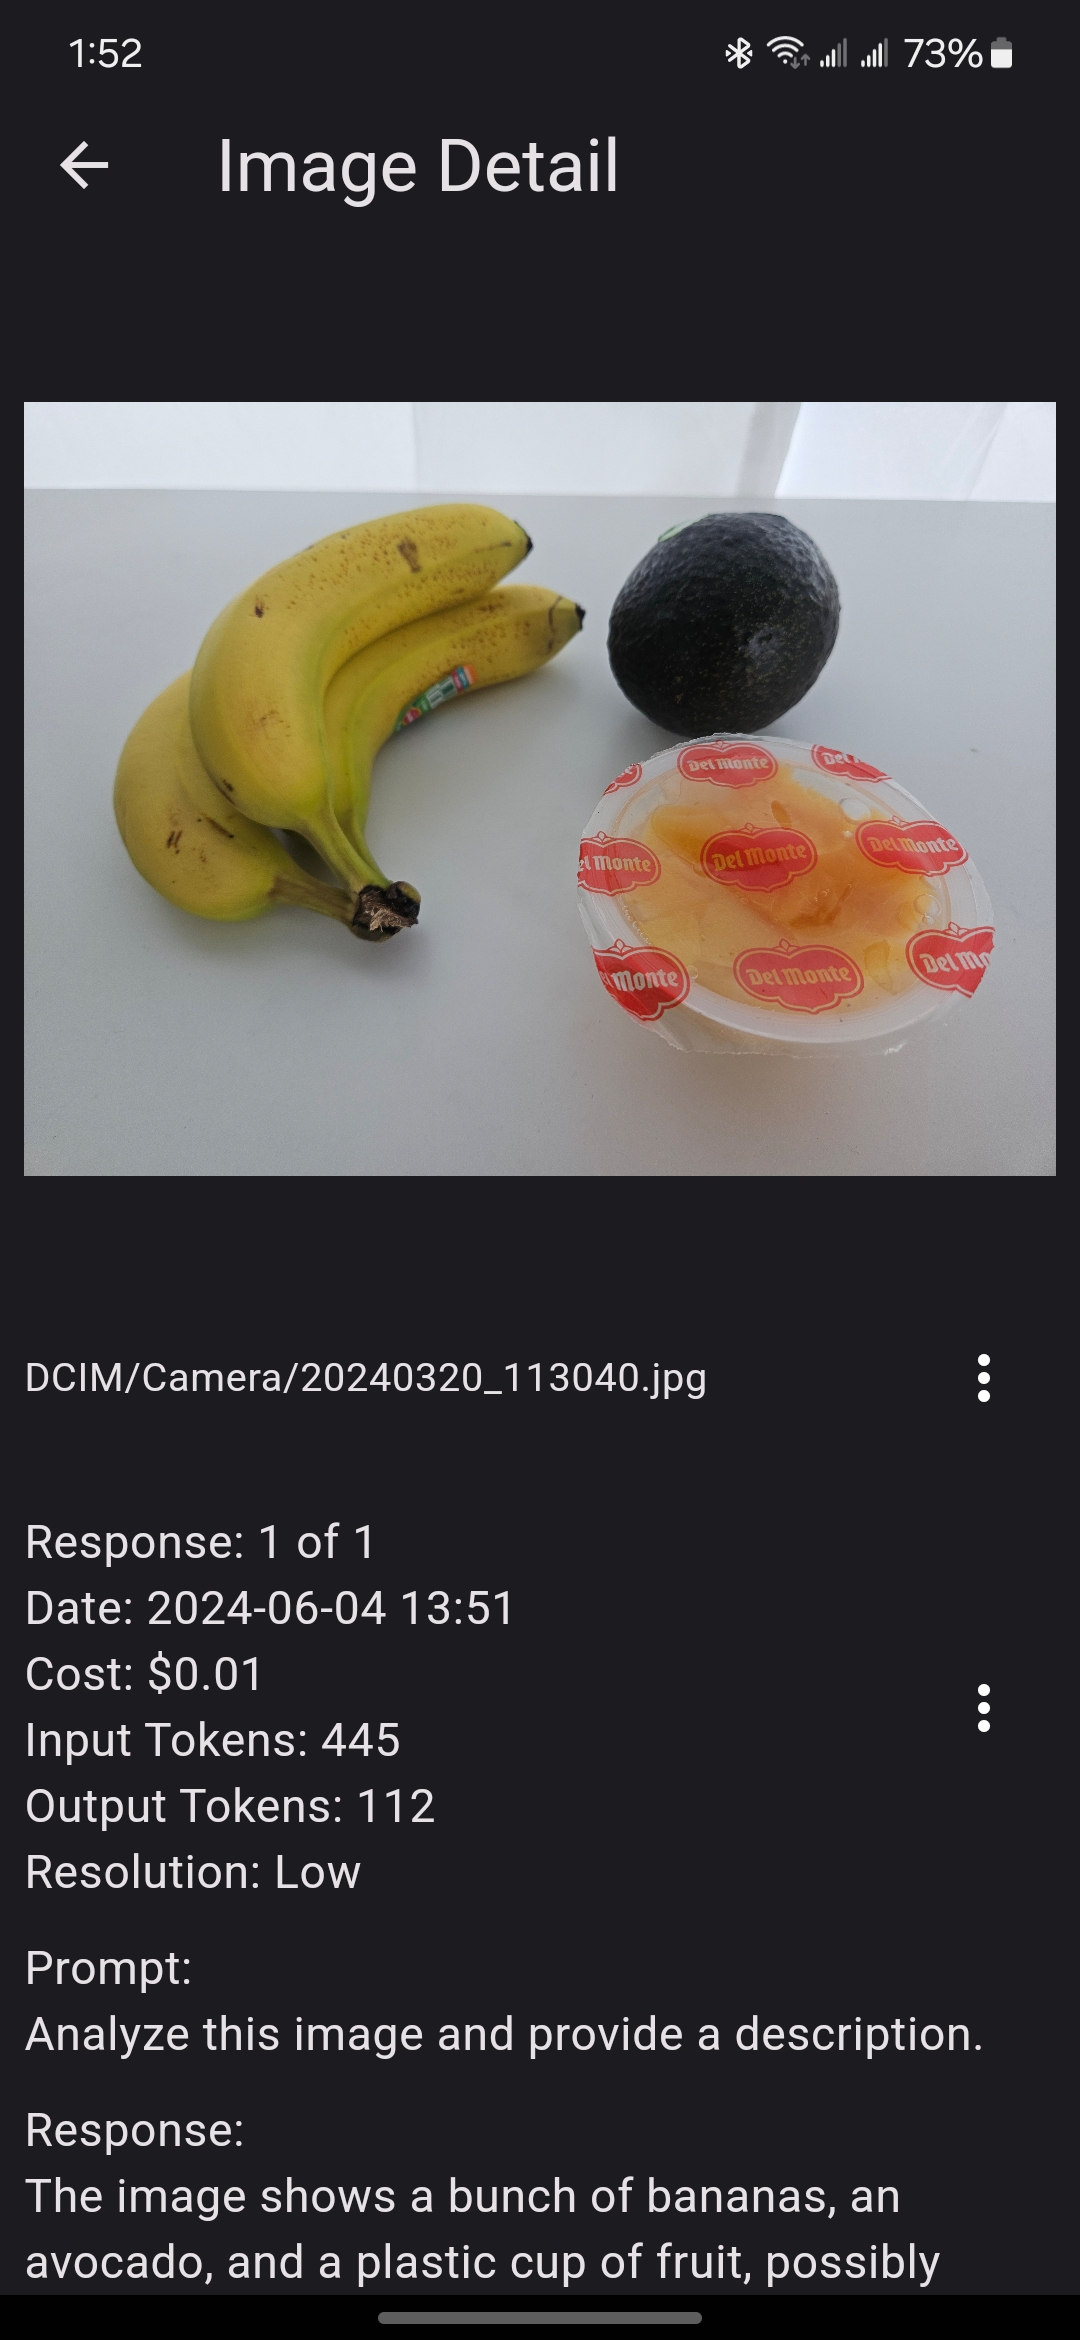 1:52
73%
Image Detail
Del Monte
Del
el Monte
Del Monte
Del Monte
Monte
Del Monte
Del Mo
DCIM/Camera/20240320_113040.jpg
Response: 1 of 1
Date: 2024-06-04 13:51
Cost: $0.01
Input Tokens: 445
Output Tokens: 112
Resolution: Low
Prompt:
Analyze this image and provide a description.
Response:
The image shows a bunch of bananas, an
avocado, and a plastic cup of fruit, possibly